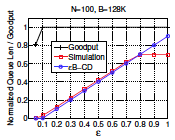 N=100, B=128K
Normalized Queue Len / Goodput
1
0.8
0.6
0.4
0.2
0
Goodput
Simulation
εB-CD
0 0.1 0.2 0.3 0.4 0.5 0.6 0.7 0.8 0.9 1
ε